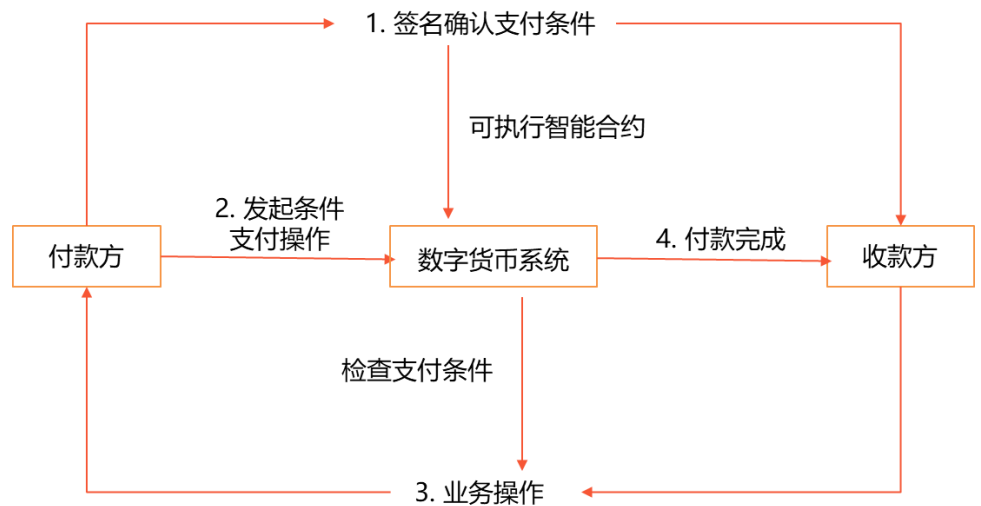 1. 签名确认支付条件
可执行智能合约
2. 发起条件
支付操作
4. 付款完成
付款方
数字货币系统
收款方
检查支付条件
3. 业务操作